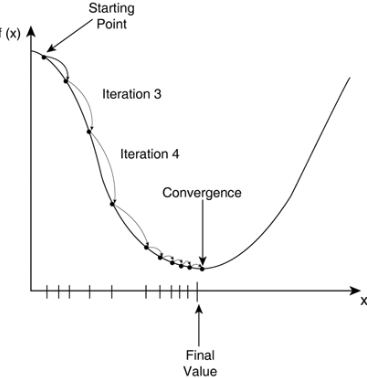 Starting
Point
f (x)
Iteration 3
Iteration 4
Convergence
x
Final
Value